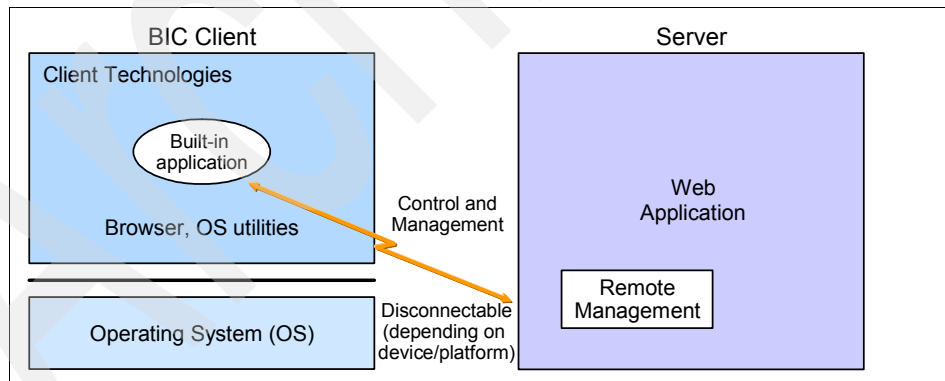 BIC Client
Server
Client Technologies
Built-in
application
Browser, OS utilities
Control and
Management
Web
Application
Remote
Management
Operating System (OS)
Disconnectable
(depending on
device/platform)